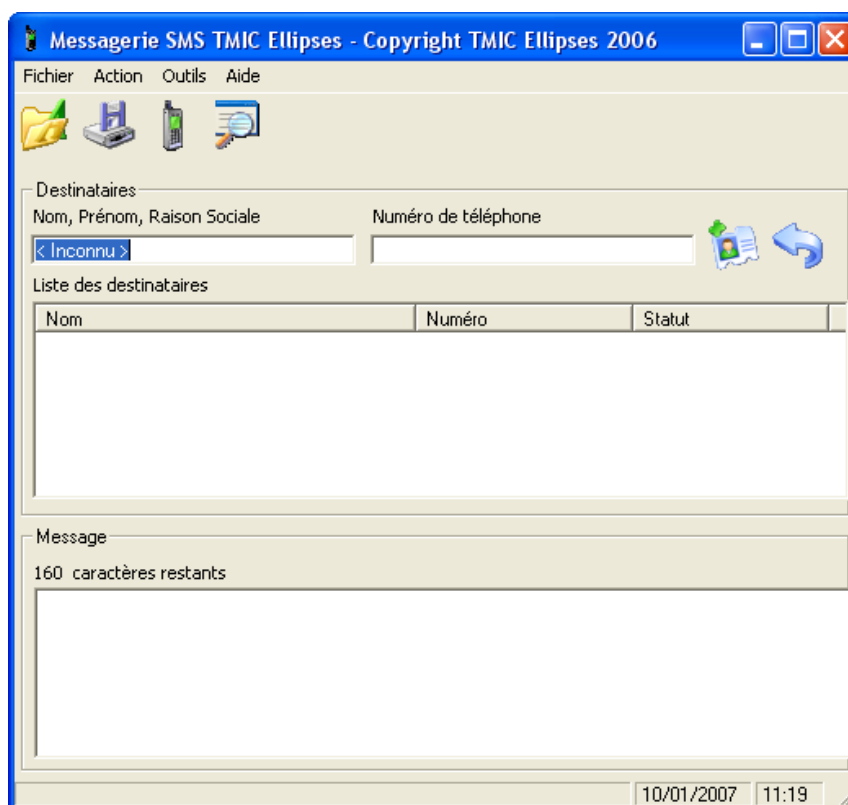 Messagerie SMS TMIC Ellipses - Copyright TMIC Ellipses 2006
Fichier Action Outils Aide
Destinataires
Nom, Prénom, Raison Sociale Numéro de téléphone
< Inconnu >
Liste des destinataires
Nom Numéro Statut
Message
160 caractères restants
10/01/2007 11:19